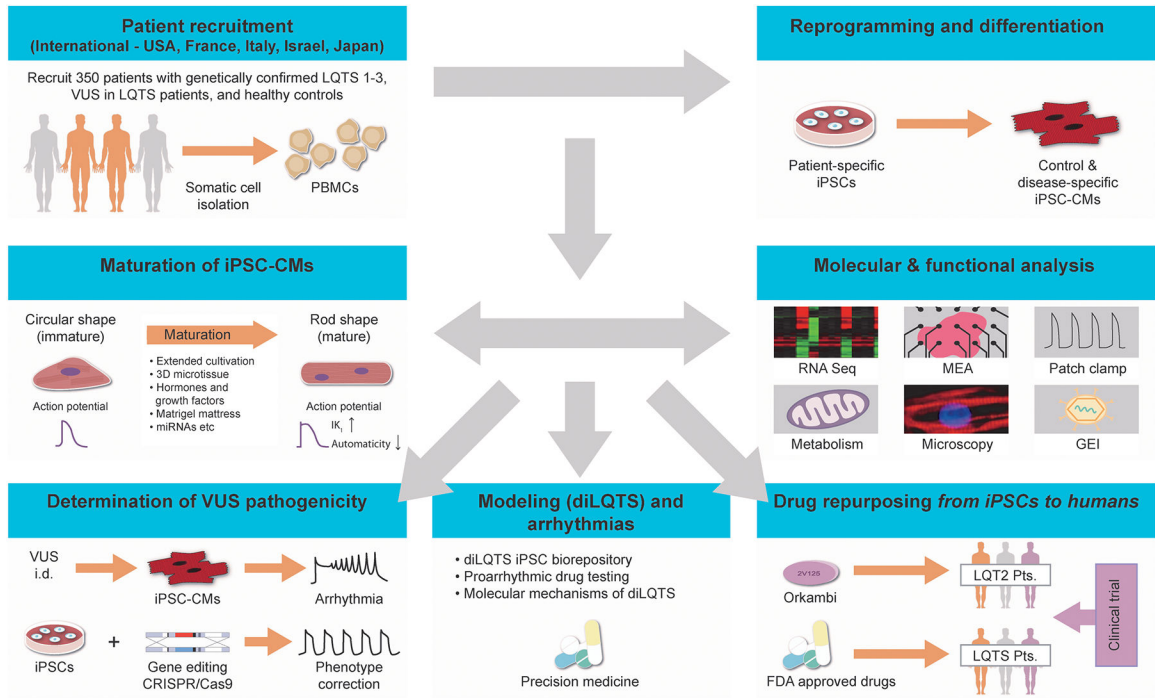 Patient recruitment
(International - USA, France, Italy, Israel, Japan)
Recruit 350 patients with genetically confirmed LQTS 1-3,
VUS in LQTS patients, and healthy controls
Somatic cell
isolation
PBMCs
Reprogramming and differentiation
Patient-specific
iPSCs
Control &
disease-specific
iPSC-CMs
Maturation of iPSC-CMs
Circular shape
(immature)
Action potential
Maturation
• Extended cultivation
• 3D microtissue
• Hormones and
growth factors
• Matrigel mattress
• miRNAs etc
Rod shape
(mature)
Action potential
IK₁ ↑
Automaticity ↓
Molecular & functional analysis
RNA Seq
MEA
Patch clamp
Metabolism
Microscopy
GEI
Determination of VUS pathogenicity
VUS
i.d.
iPSC-CMs
Arrhythmia
iPSCs
+
Gene editing
CRISPR/Cas9
Phenotype
correction
Modeling (diLQTS) and
arrhythmias
• diLQTS iPSC biorepository
• Proarrhythmic drug testing
• Molecular mechanisms of diLQTS
Precision medicine
Drug repurposing from iPSCs to humans
2V125
Orkambi
LQT2 Pts.
FDA approved drugs
LQTS Pts.
Clinical trial